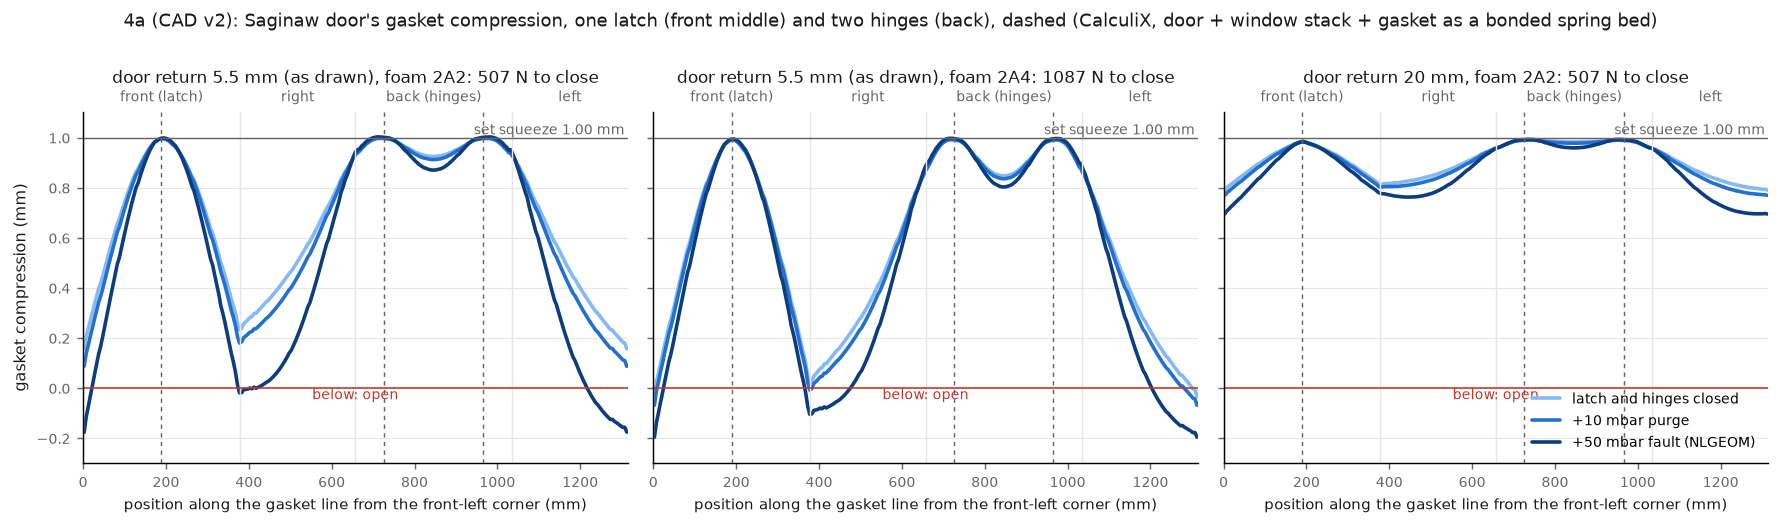 4a (CAD v2): Saginaw door's gasket compression, one latch (front middle) and two hinges (back), dashed (CalculiX, door + window stack + gasket as a bonded spring bed)
door return 5.5 mm (as drawn), foam 2A2: 507 N to close
front (latch) right back (hinges) left
set squeeze 1.00 mm
below: open
gasket compression (mm)
1.0
0.8
0.6
0.4
0.2
0.0
−0.2
0 200 400 600 800 1000 1200
position along the gasket line from the front-left corner (mm)
door return 5.5 mm (as drawn), foam 2A4: 1087 N to close
front (latch) right back (hinges) left
set squeeze 1.00 mm
below: open
0 200 400 600 800 1000 1200
position along the gasket line from the front-left corner (mm)
door return 20 mm, foam 2A2: 507 N to close
front (latch) right back (hinges) left
set squeeze 1.00 mm
below: open
latch and hinges closed
+10 mbar purge
+50 mbar fault (NLGEOM)
0 200 400 600 800 1000 1200
position along the gasket line from the front-left corner (mm)